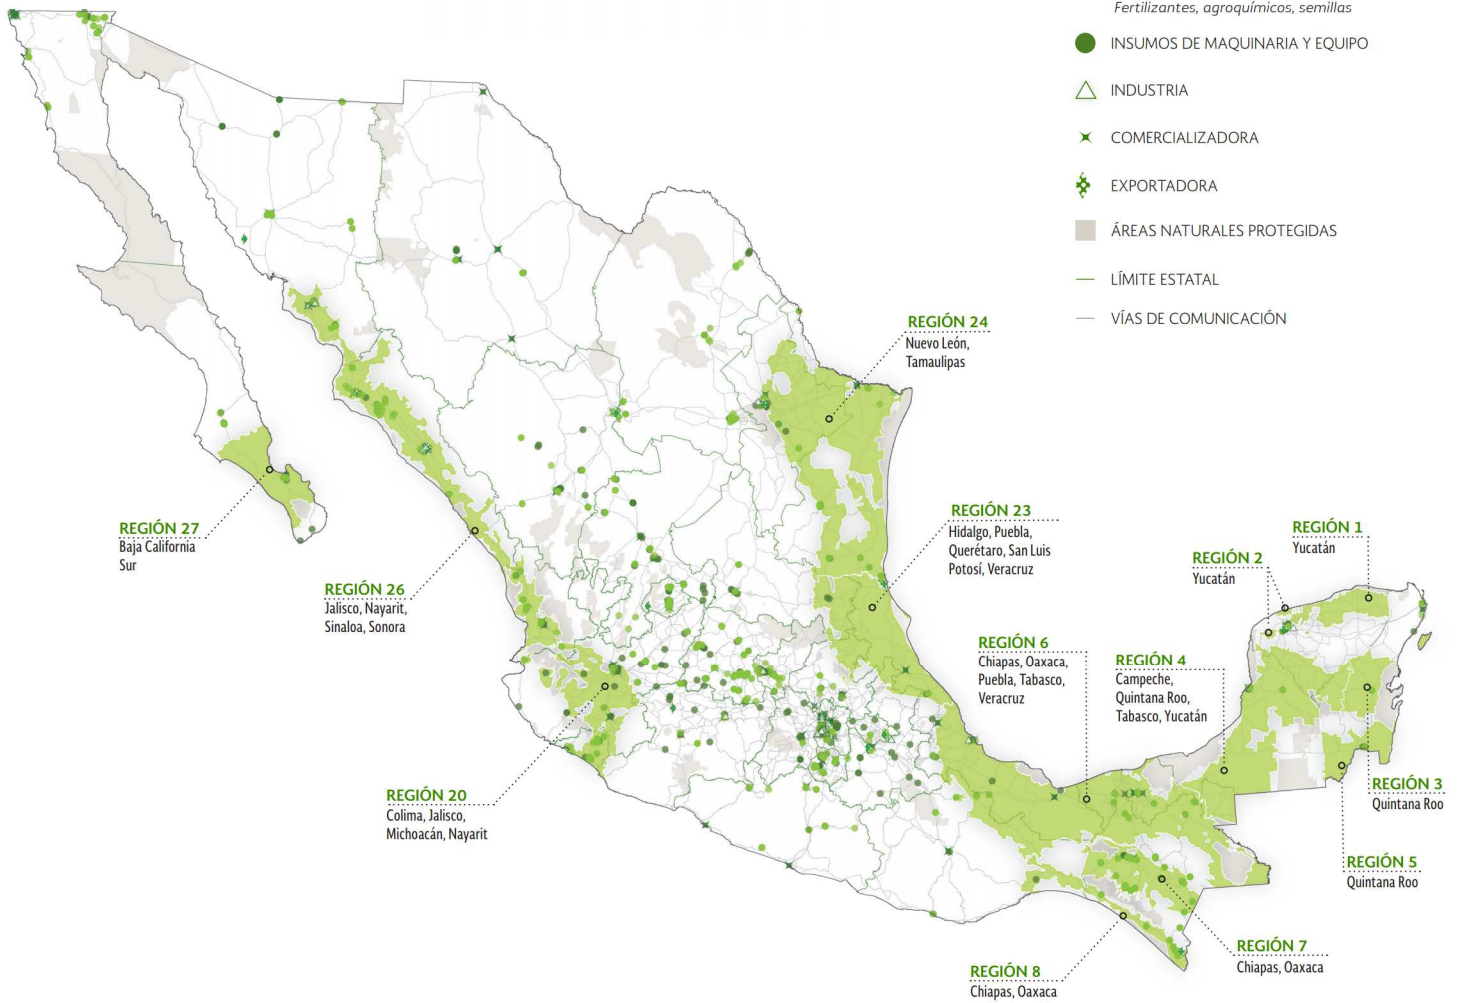 Fertilizantes, agroquímicos, semillas
INSUMOS DE MAQUINARIA Y EQUIPO
INDUSTRIA
COMERCIALIZADORA
EXPORTADORA
ÁREAS NATURALES PROTEGIDAS
LÍMITE ESTATAL
VÍAS DE COMUNICACIÓN
REGIÓN 24
Nuevo León,
Tamaulipas
REGIÓN 23
Hidalgo, Puebla,
Querétaro, San Luis
Potosí, Veracruz
REGIÓN 1
Yucatán
REGIÓN 2
Yucatán
REGIÓN 27
Baja California
Sur
REGIÓN 26
Jalisco, Nayarit,
Sinaloa, Sonora
REGIÓN 6
Chiapas, Oaxaca,
Puebla, Tabasco,
Veracruz
REGIÓN 4
Campeche,
Quintana Roo,
Tabasco, Yucatán
REGIÓN 20
Colima, Jalisco,
Michoacán, Nayarit
REGIÓN 3
Quintana Roo
REGIÓN 5
Quintana Roo
REGIÓN 7
Chiapas, Oaxaca
REGIÓN 8
Chiapas, Oaxaca